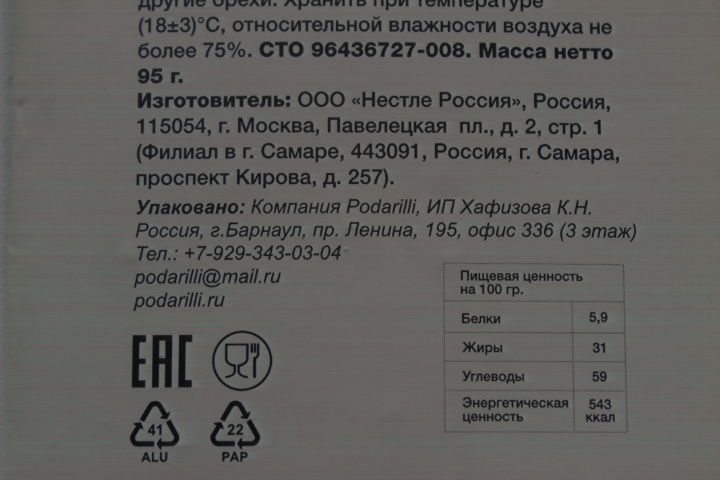 другие орехи. Хранить при температуре
(18±3)°С, относительной влажности воздуха не
более 75%. СТО 96436727-008. Масса нетто
95 г.
Изготовитель: ООО «Нестле Россия», Россия,
115054, г. Москва, Павелецкая пл., д. 2, стр. 1
(Филиал в г. Самаре, 443091, Россия, г. Самара,
проспект Кирова, д. 257).
Упаковано: Компания Podarilli, ИП Хафизова К.Н.
Россия, г.Барнаул, пр. Ленина, 195, офис 336 (3 этаж)
Тел.: +7-929-343-03-04
podarilli@mail.ru
podarilli.ru
Пищевая ценность
на 100 гр.
Белки 5,9
Жиры 31
Углеводы 59
Энергетическая ценность 543 ккал
EAC
41 22
ALU PAP